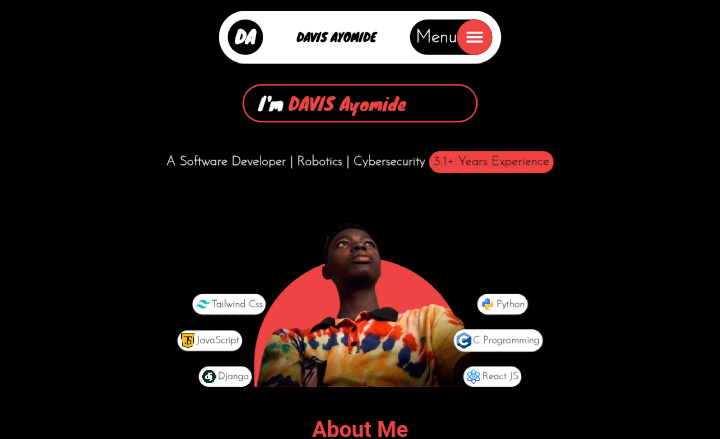 DA
DAVIS AYOMIDE
Menu
I'm DAVIS Ayomide
A Software Developer | Robotics | Cybersecurity 3.1+ Years Experience
Tailwind Css
Python
JavaScript
C Programming
Django
React JS
About Me